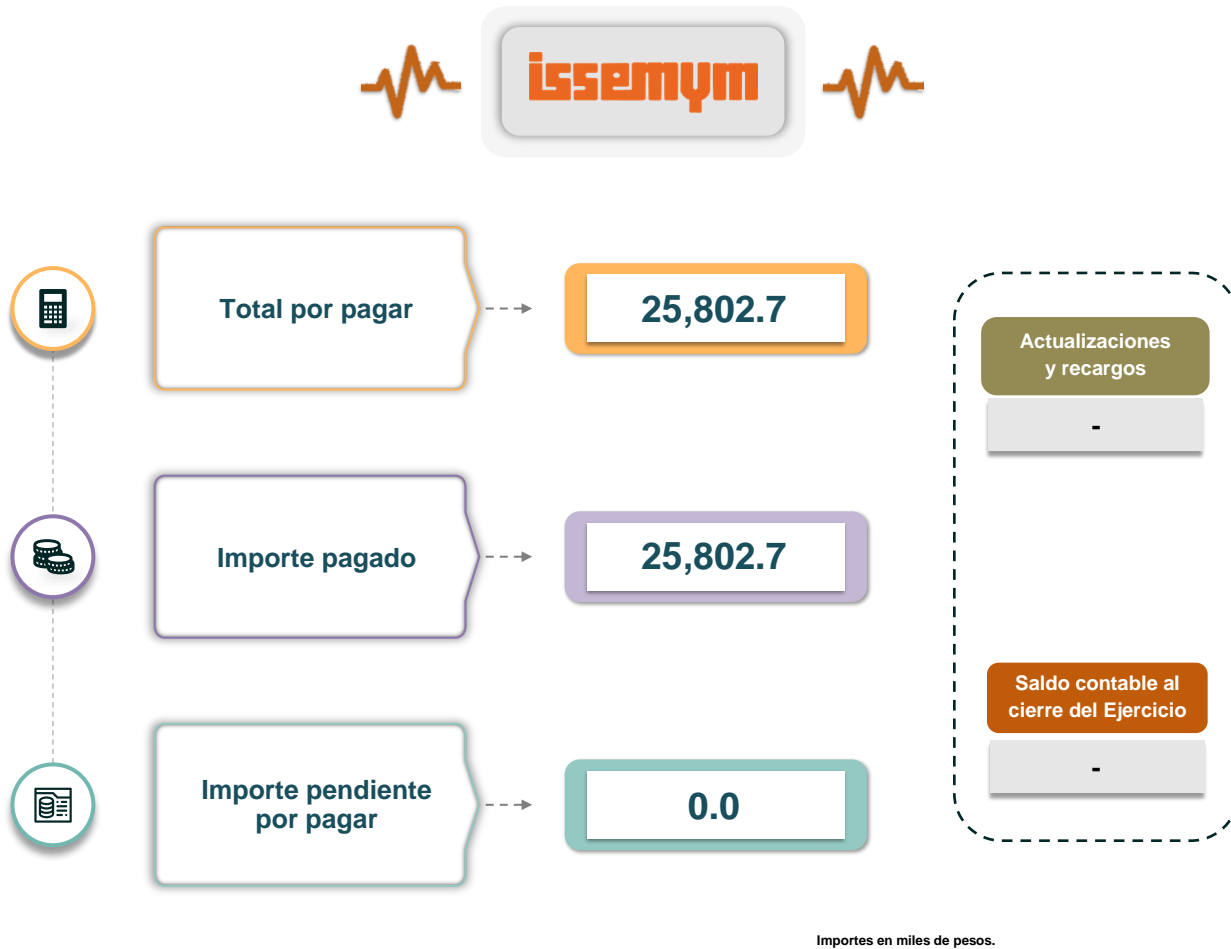 issemym
Total por pagar
25,802.7
Actualizaciones
y recargos
-
Importe pagado
25,802.7
Saldo contable al
cierre del Ejercicio
-
Importe pendiente
por pagar
0.0
Importes en miles de pesos.